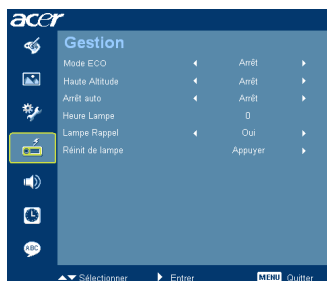 acer
Gestion
Mode ECO Arrêt
Haute Altitude Arrêt
Arrêt auto Arrêt
Heure Lampe 0
Lampe Rappel Oui
Réinit de lampe Appuyer
ABC
Sélectionner Entrer MENU Quitter